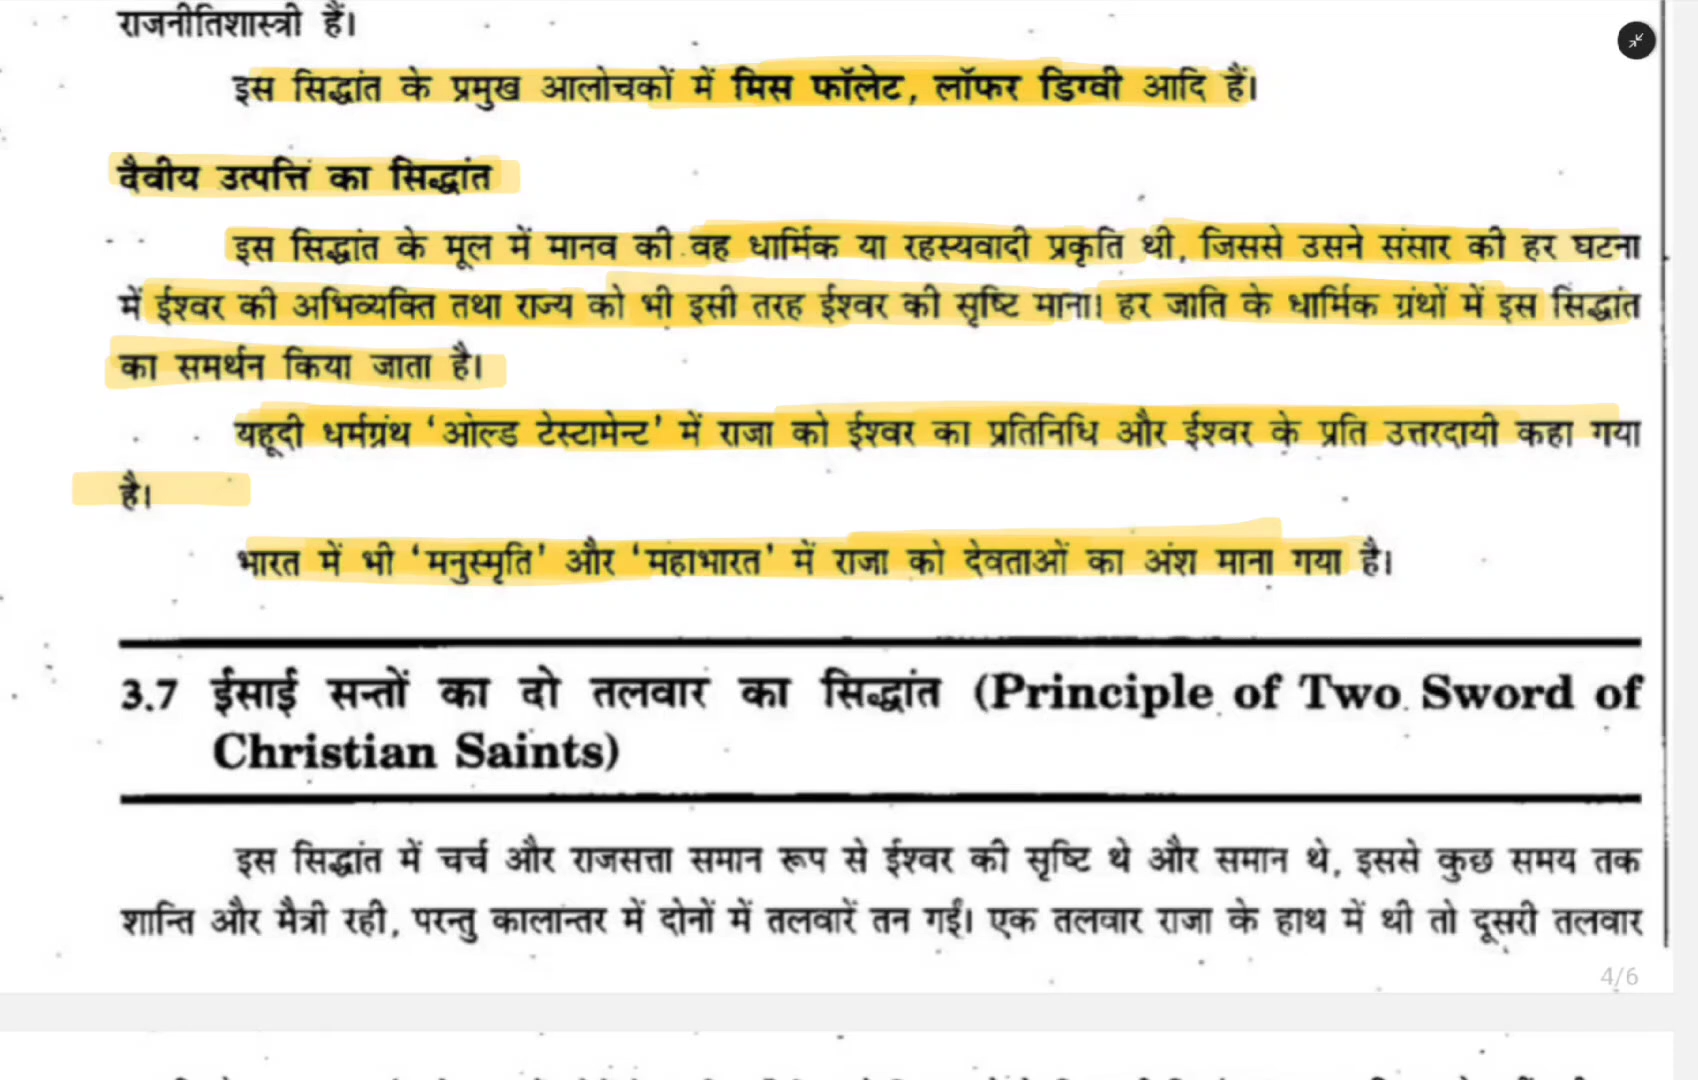 राजनीतिशास्त्री हैं।
इस सिद्धांत के प्रमुख आलोचकों में मिस फॉलेट, लॉफर डिग्वी आदि हैं।
दैवीय उत्पत्ति का सिद्धांत
इस सिद्धांत के मूल में मानव की वह धार्मिक या रहस्यवादी प्रकृति थी, जिससे उसने संसार की हर घटना
में ईश्वर की अभिव्यक्ति तथा राज्य को भी इसी तरह ईश्वर की सृष्टि माना। हर जाति के धार्मिक ग्रंथों में इस सिद्धांत
का समर्थन किया जाता है।
यहूदी धर्मग्रंथ ‘ओल्ड टेस्टामेन्ट’ में राजा को ईश्वर का प्रतिनिधि और ईश्वर के प्रति उत्तरदायी कहा गया
है।
भारत में भी ‘मनुस्मृति’ और ‘महाभारत’ में राजा को देवताओं का अंश माना गया है।
3.7 ईसाई सन्तों का दो तलवार का सिद्धांत (Principle of Two Sword of
Christian Saints)
इस सिद्धांत में चर्च और राजसत्ता समान रूप से ईश्वर की सृष्टि थे और समान थे, इससे कुछ समय तक
शान्ति और मैत्री रही, परन्तु कालान्तर में दोनों में तलवारें तन गईं। एक तलवार राजा के हाथ में थी तो दूसरी तलवार
4/6